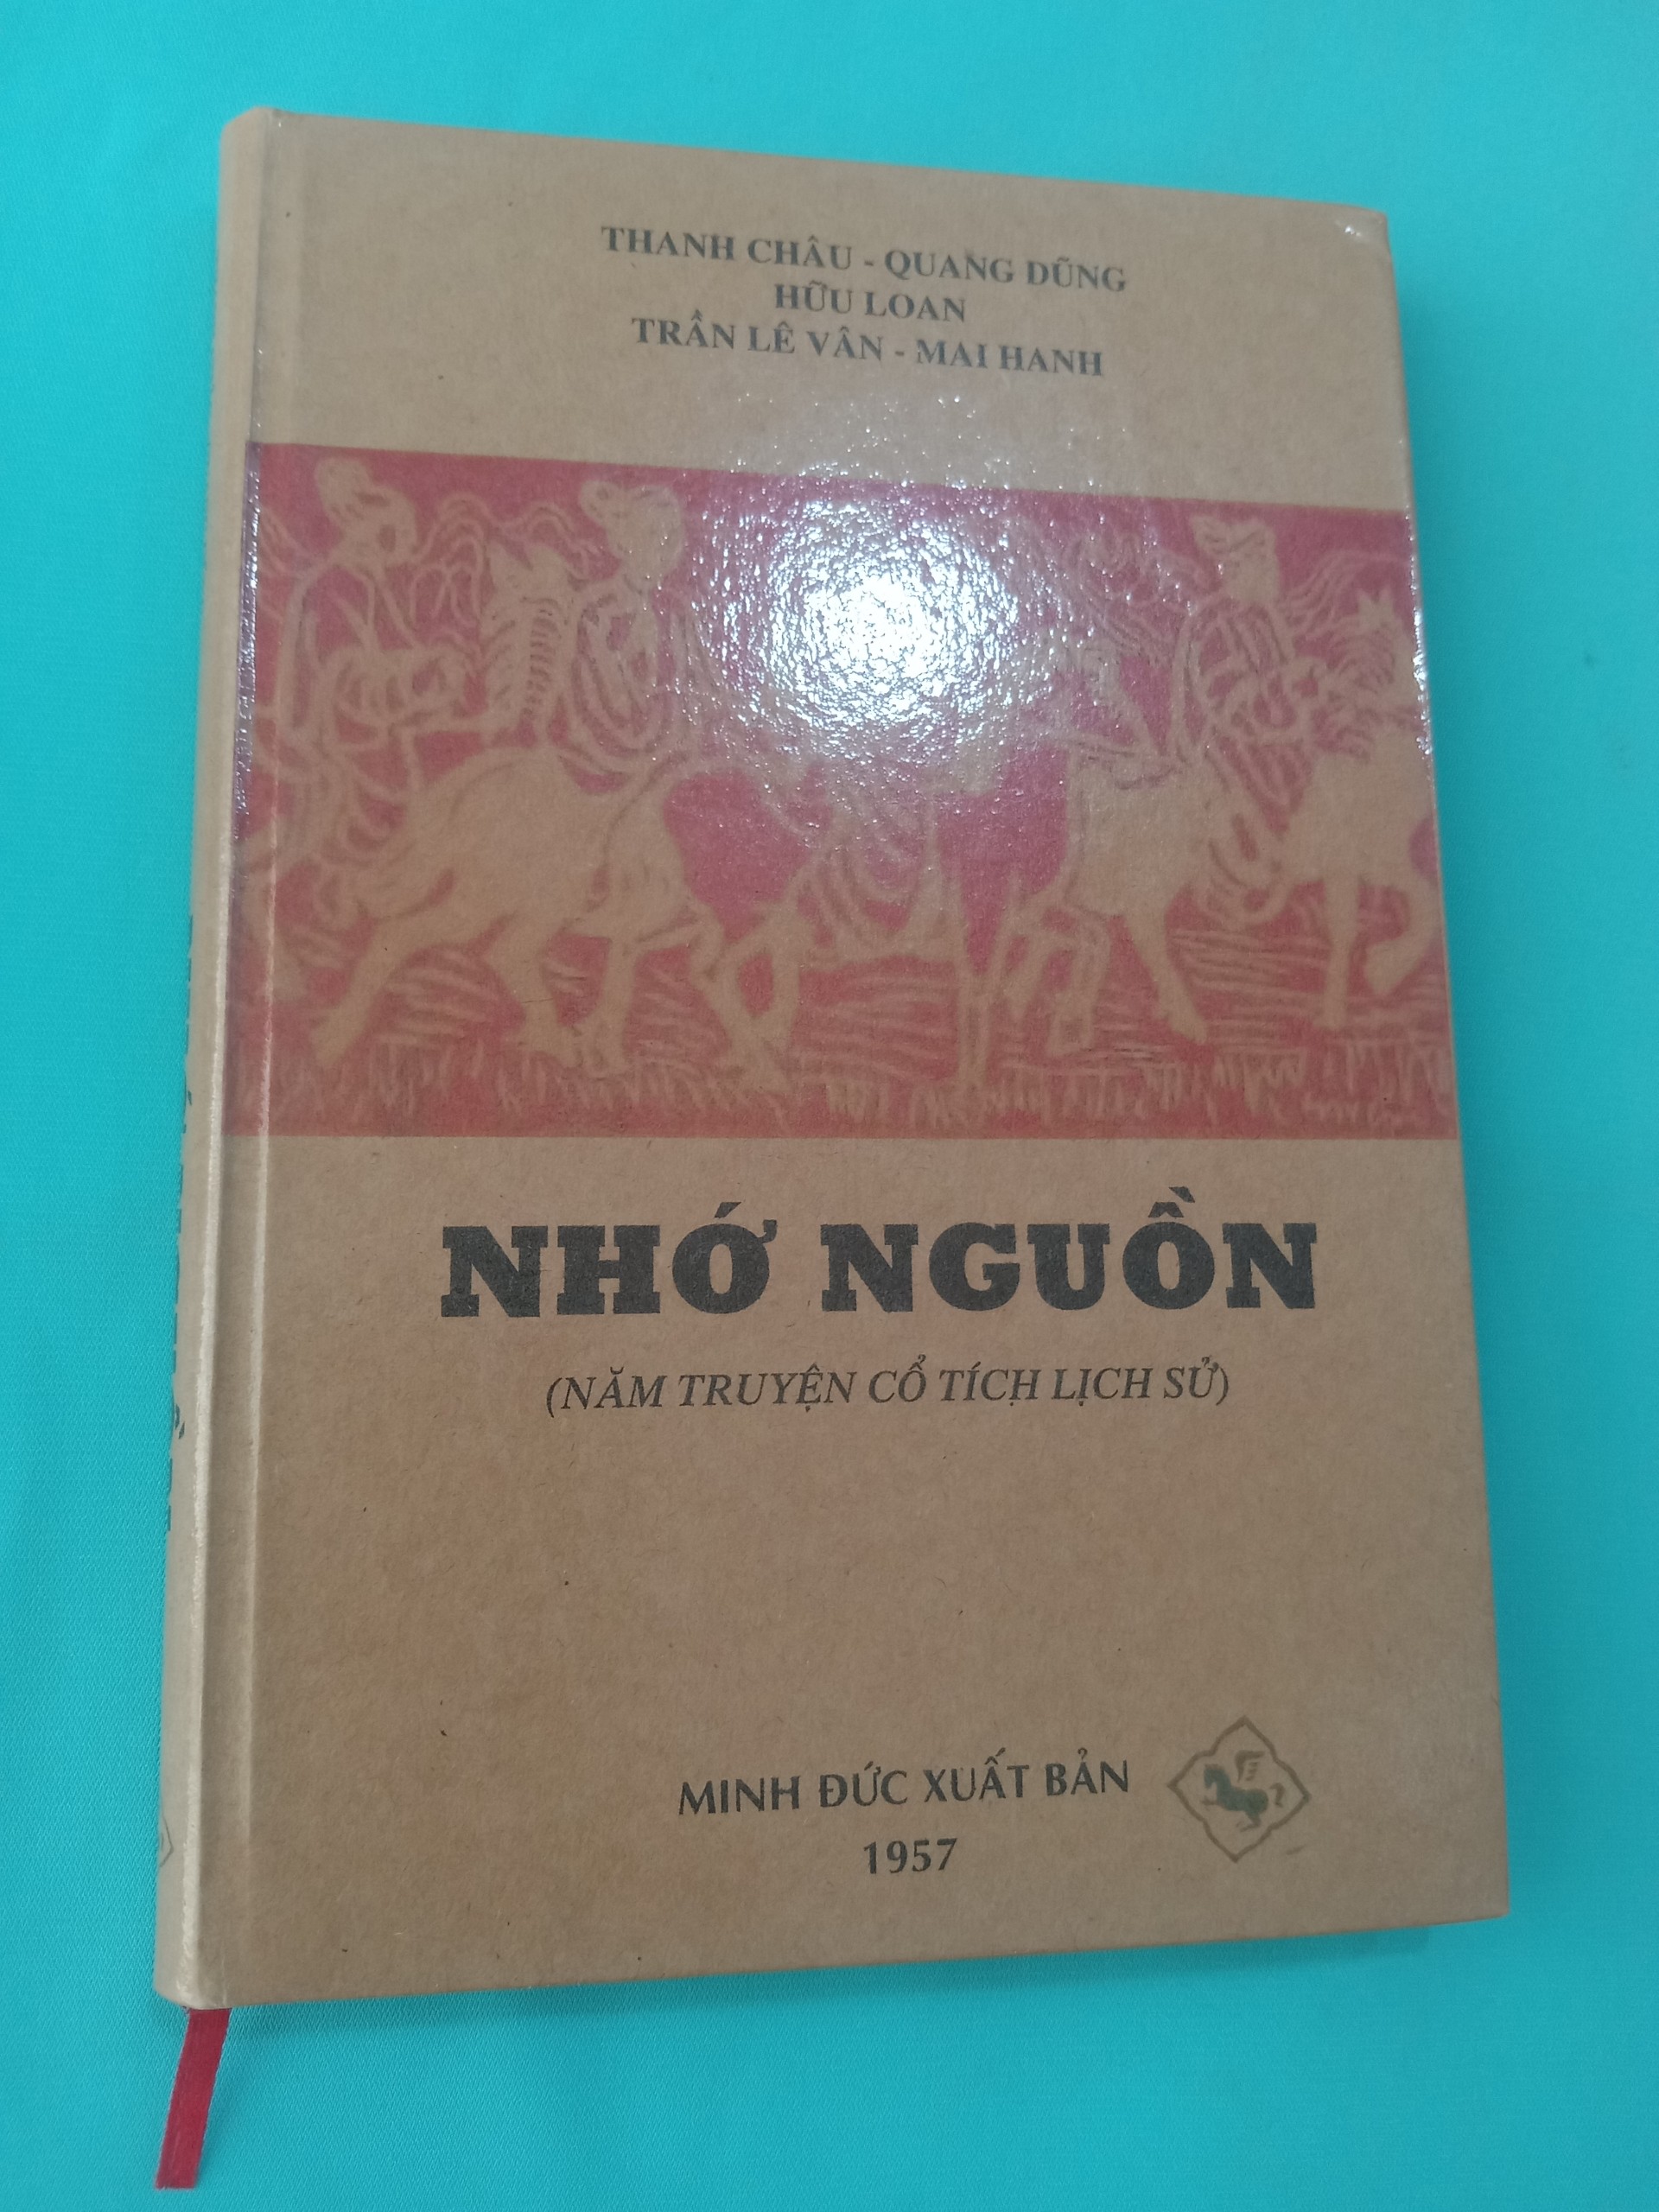 THANH CHÂU - QUANG DŨNG
HỮU LOAN
TRẦN LÊ VÂN - MAI HANH
NHỚ NGUỒN
(NĂM TRUYỆN CỔ TÍCH LỊCH SỬ)
MINH ĐỨC XUẤT BẢN
1957